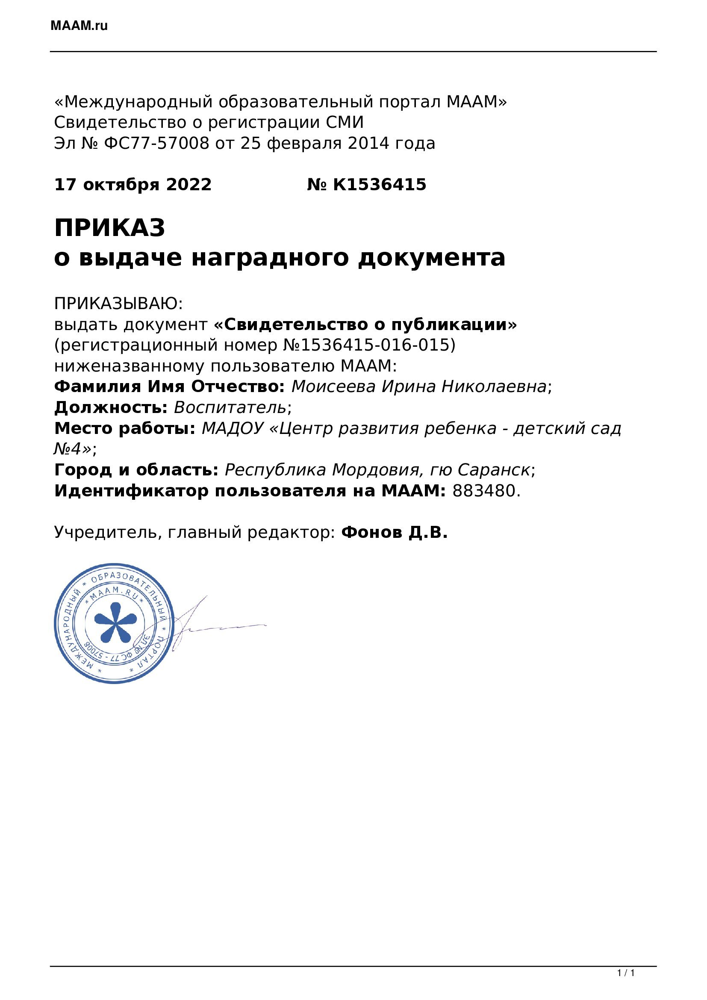 MAAM.ru
«Международный образовательный портал МААМ»
Свидетельство о регистрации СМИ
Эл № ФС77-57008 от 25 февраля 2014 года
17 октября 2022 № К1536415
ПРИКАЗ
о выдаче наградного документа
ПРИКАЗЫВАЮ:
выдать документ «Свидетельство о публикации»
(регистрационный номер №1536415-016-015)
ниженазванному пользователю МААМ:
Фамилия Имя Отчество: Моисеева Ирина Николаевна;
Должность: Воспитатель;
Место работы: МАДОУ «Центр развития ребенка - детский сад
№4»;
Город и область: Республика Мордовия, гю Саранск;
Идентификатор пользователя на МААМ: 883480.
Учредитель, главный редактор: Фонов Д.В.
* МЕЖДУНАРОДНЫЙ * ОБРАЗОВАТЕЛЬНЫЙ * ПОРТАЛ *
* МААМ.RU *
ЭЛ № ФС 77 - 57008
1 / 1